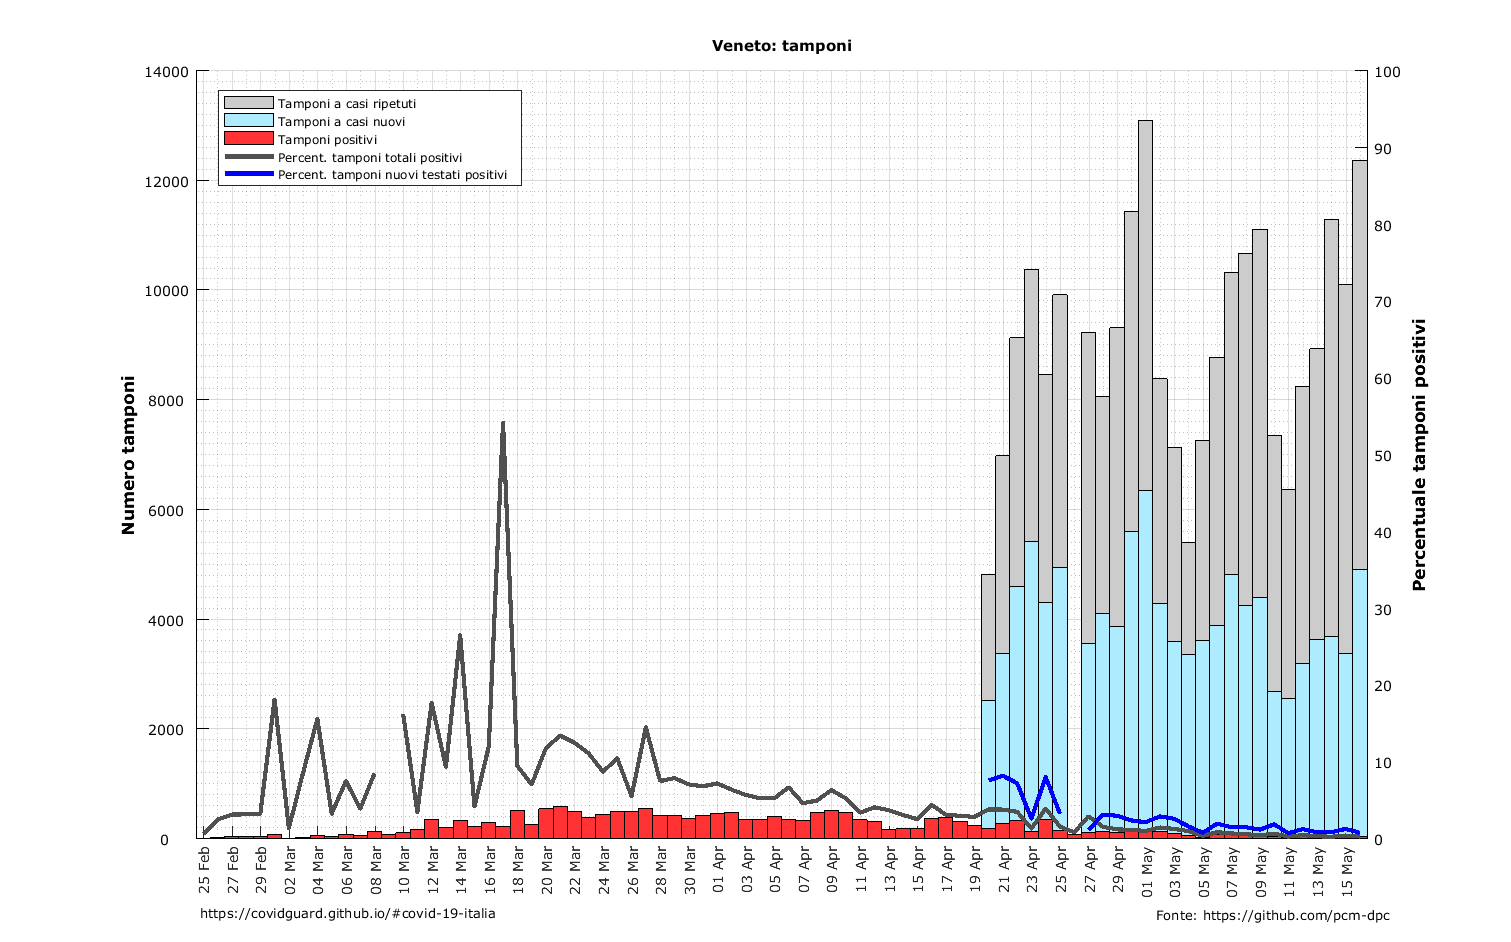 Veneto: tamponi
14000
12000
10000
8000
6000
4000
2000
0
Numero tamponi
Tamponi a casi ripetuti
Tamponi a casi nuovi
Tamponi positivi
Percent. tamponi totali positivi
Percent. tamponi nuovi testati positivi
100
90
80
70
60
50
40
30
20
10
0
Percentuale tamponi positivi
25 Feb
27 Feb
29 Feb
02 Mar
04 Mar
06 Mar
08 Mar
10 Mar
12 Mar
14 Mar
16 Mar
18 Mar
20 Mar
22 Mar
24 Mar
26 Mar
28 Mar
30 Mar
01 Apr
03 Apr
05 Apr
07 Apr
09 Apr
11 Apr
13 Apr
15 Apr
17 Apr
19 Apr
21 Apr
23 Apr
25 Apr
27 Apr
29 Apr
01 May
03 May
05 May
07 May
09 May
11 May
13 May
15 May
https://covidguard.github.io/#covid-19-italia
Fonte: https://github.com/pcm-dpc